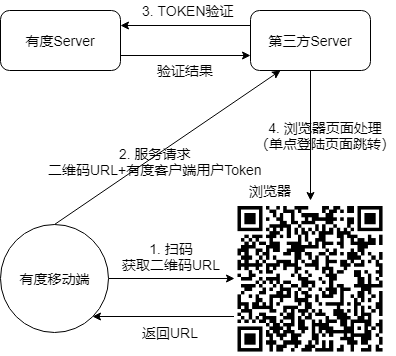 3. TOKEN验证
有度Server
第三方Server
验证结果
2. 服务请求
二维码URL+有度客户端用户Token
4. 浏览器页面处理
（单点登陆页面跳转）
浏览器
1. 扫码
获取二维码URL
有度移动端
返回URL